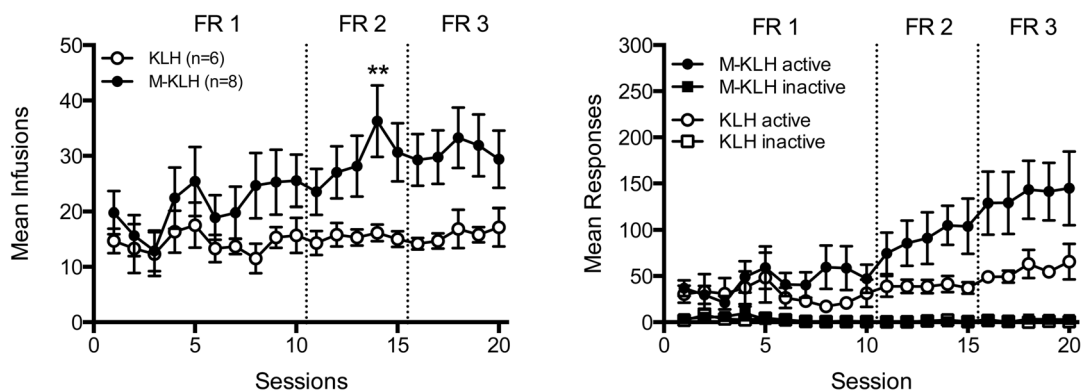 FR 1 FR 2 FR 3
50
40
30
20
10
0
Mean Infusions
KLH (n=6)
M-KLH (n=8)
**
0 5 10 15 20
Sessions
FR 1 FR 2 FR 3
300
250
200
150
100
50
0
Mean Responses
M-KLH active
M-KLH inactive
KLH active
KLH inactive
0 5 10 15 20
Sessions